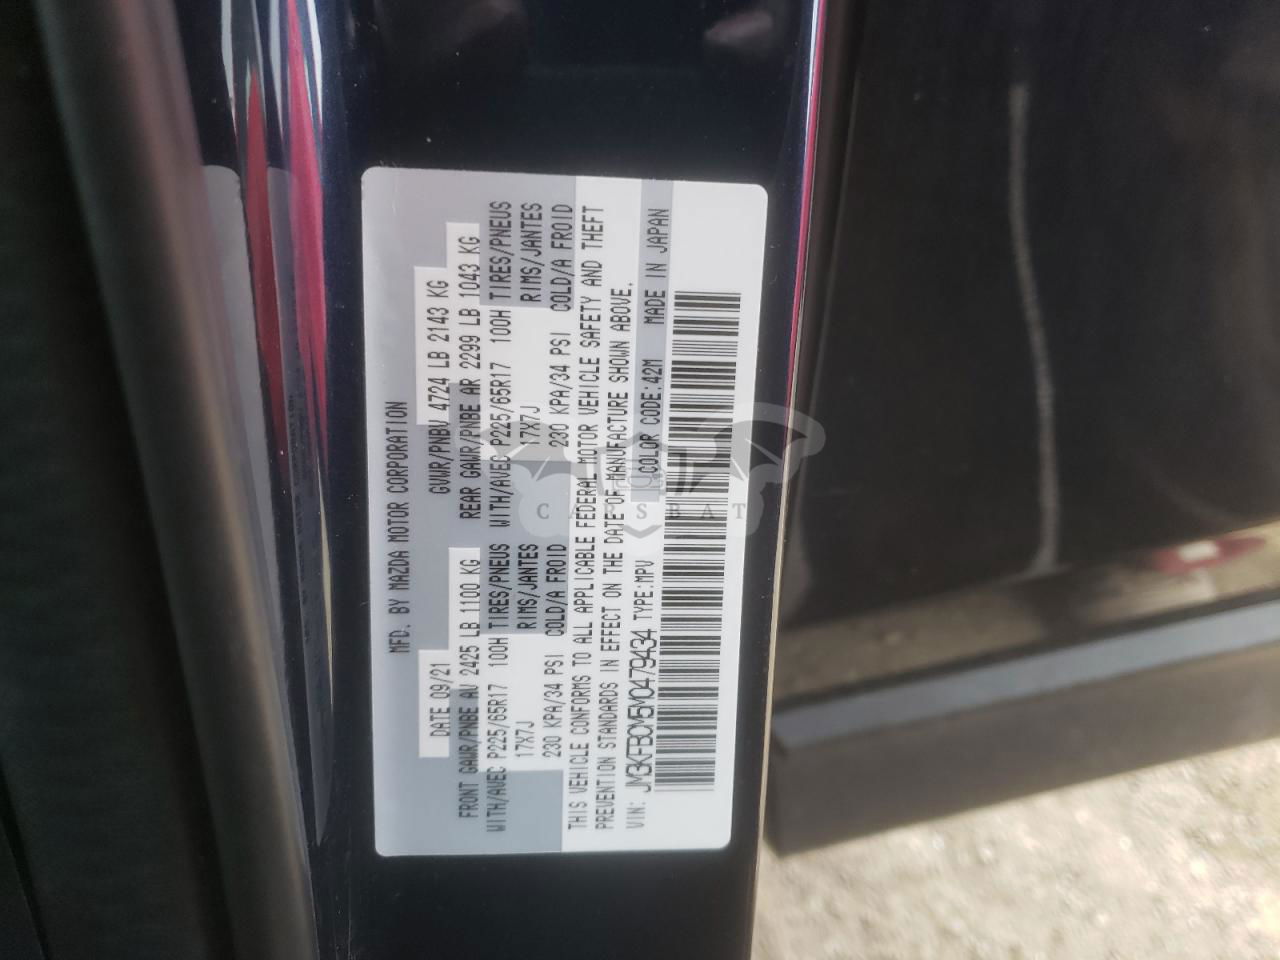 MFD. BY MAZDA MOTOR CORPORATION
DATE 09/21
GVWR/PNBV 4724 LB 2143 KG
FRONT GAWR/PNBE AV 2425 LB 1100 KG
REAR GAWR/PNBE AR 2299 LB 1043 KG
WITH/AVEC P225/65R17 100H TIRES/PNEUS WITH/AVEC P225/65R17 100H TIRES/PNEUS
17X7J RIMS/JANTES 17X7J RIMS/JANTES
230 KPA/34 PSI COLD/A FROID 230 KPA/34 PSI COLD/A FROID
THIS VEHICLE CONFORMS TO ALL APPLICABLE FEDERAL MOTOR VEHICLE SAFETY AND THEFT
PREVENTION STANDARDS IN EFFECT ON THE DATE OF MANUFACTURE SHOWN ABOVE.
VIN: JM3KFBCM5M0479434 TYPE:MPV COLOR CODE:42M MADE IN JAPAN
CARSBAT